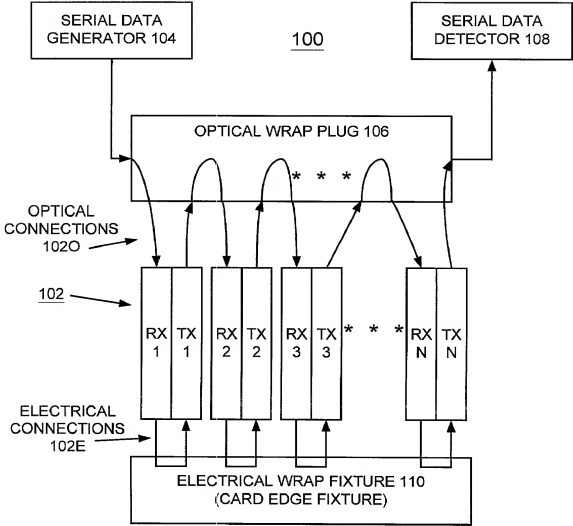 SERIAL DATA
GENERATOR 104
100
SERIAL DATA
DETECTOR 108
OPTICAL WRAP PLUG 106
* * *
OPTICAL
CONNECTIONS
102O
102
RX
1
TX
1
RX
2
TX
2
RX
3
TX
3
* * *
RX
N
TX
N
ELECTRICAL
CONNECTIONS
102E
ELECTRICAL WRAP FIXTURE 110
(CARD EDGE FIXTURE)